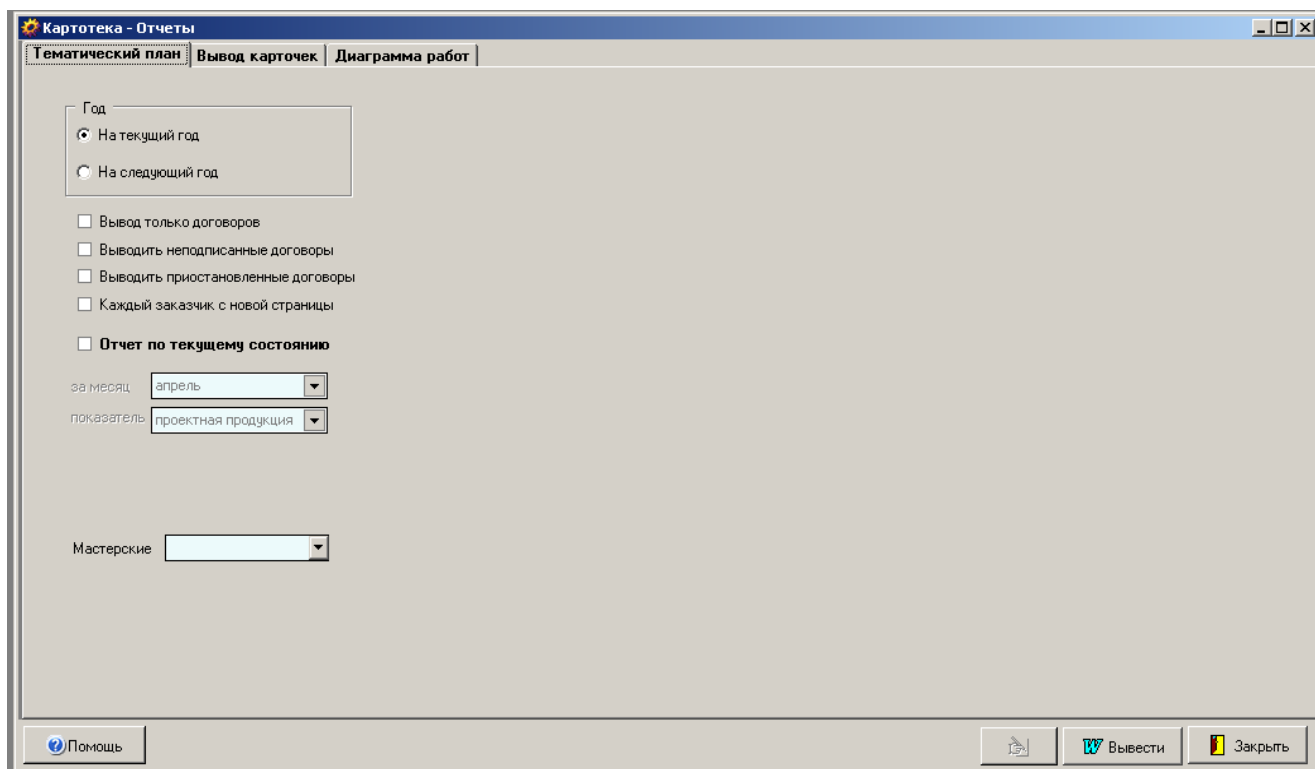 Картотека - Отчеты
Тематический план Вывод карточек Диаграмма работ
Год
На текущий год
На следующий год
Вывод только договоров
Выводить неподписанные договоры
Выводить приостановленные договоры
Каждый заказчик с новой страницы
Отчет по текущему состоянию
за месяц апрель
показатель проектная продукция
Мастерские
Помощь Вывести Закрыть